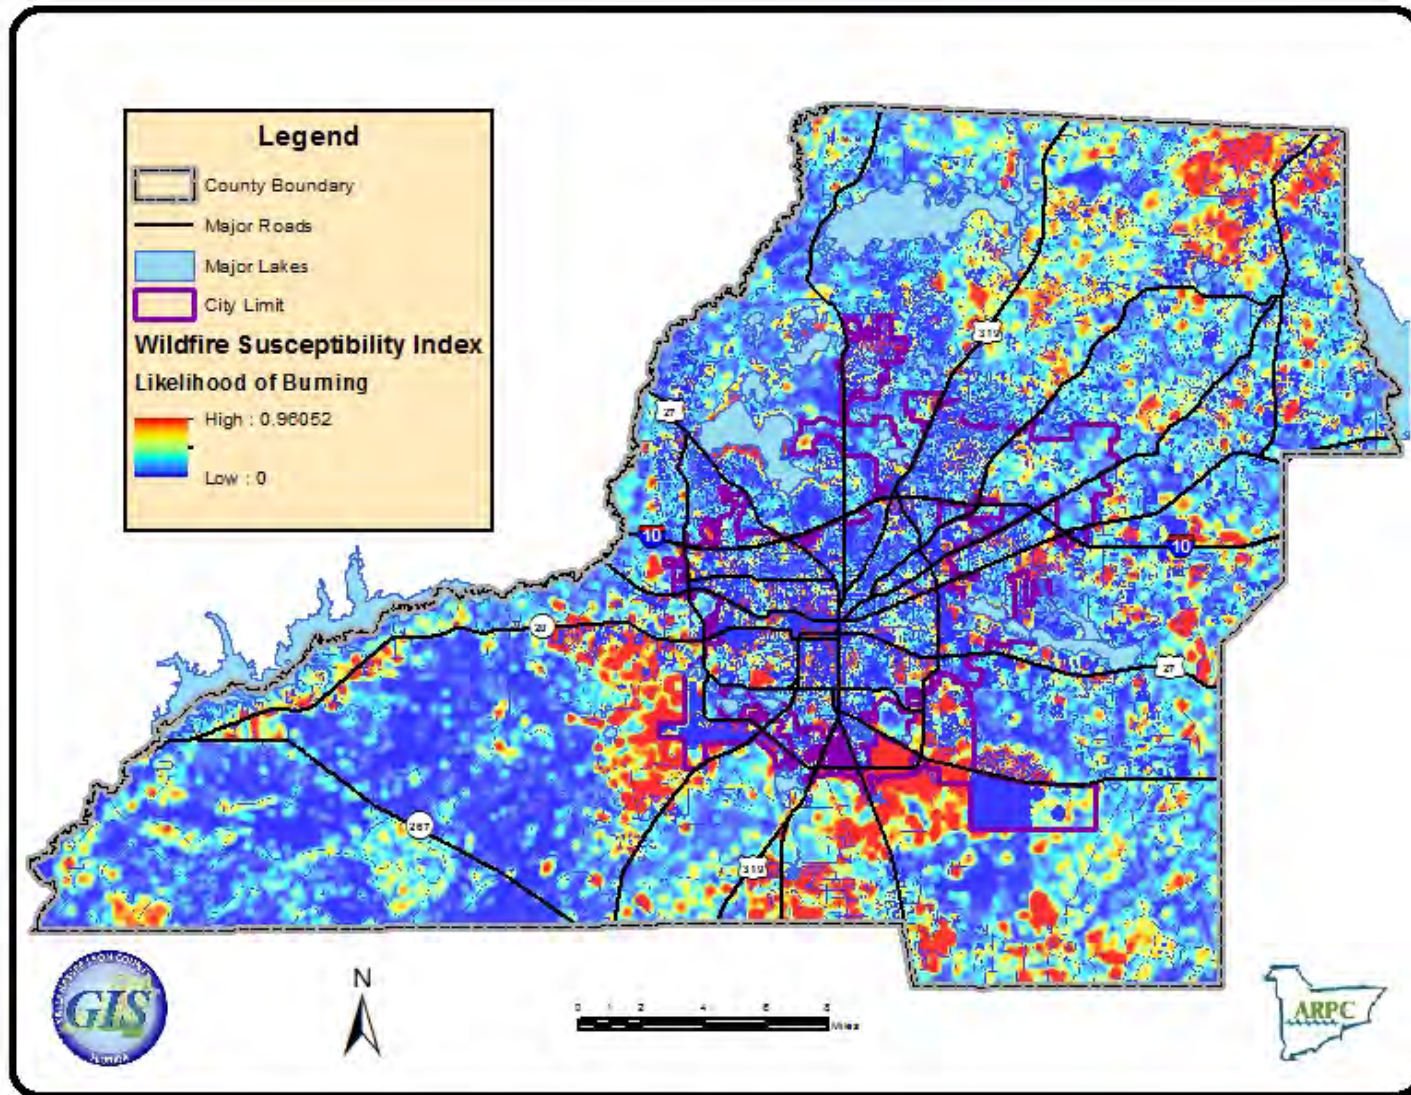 Legend
County Boundary
Major Roads
Major Lakes
City Limit
Wildfire Susceptibility Index
Likelihood of Burning
High : 0.96052
Low : 0
319
27
10
10
20
27
267
319
GIS
FLORIDA
N
0 1 2 4 6 8
Miles
ARPC